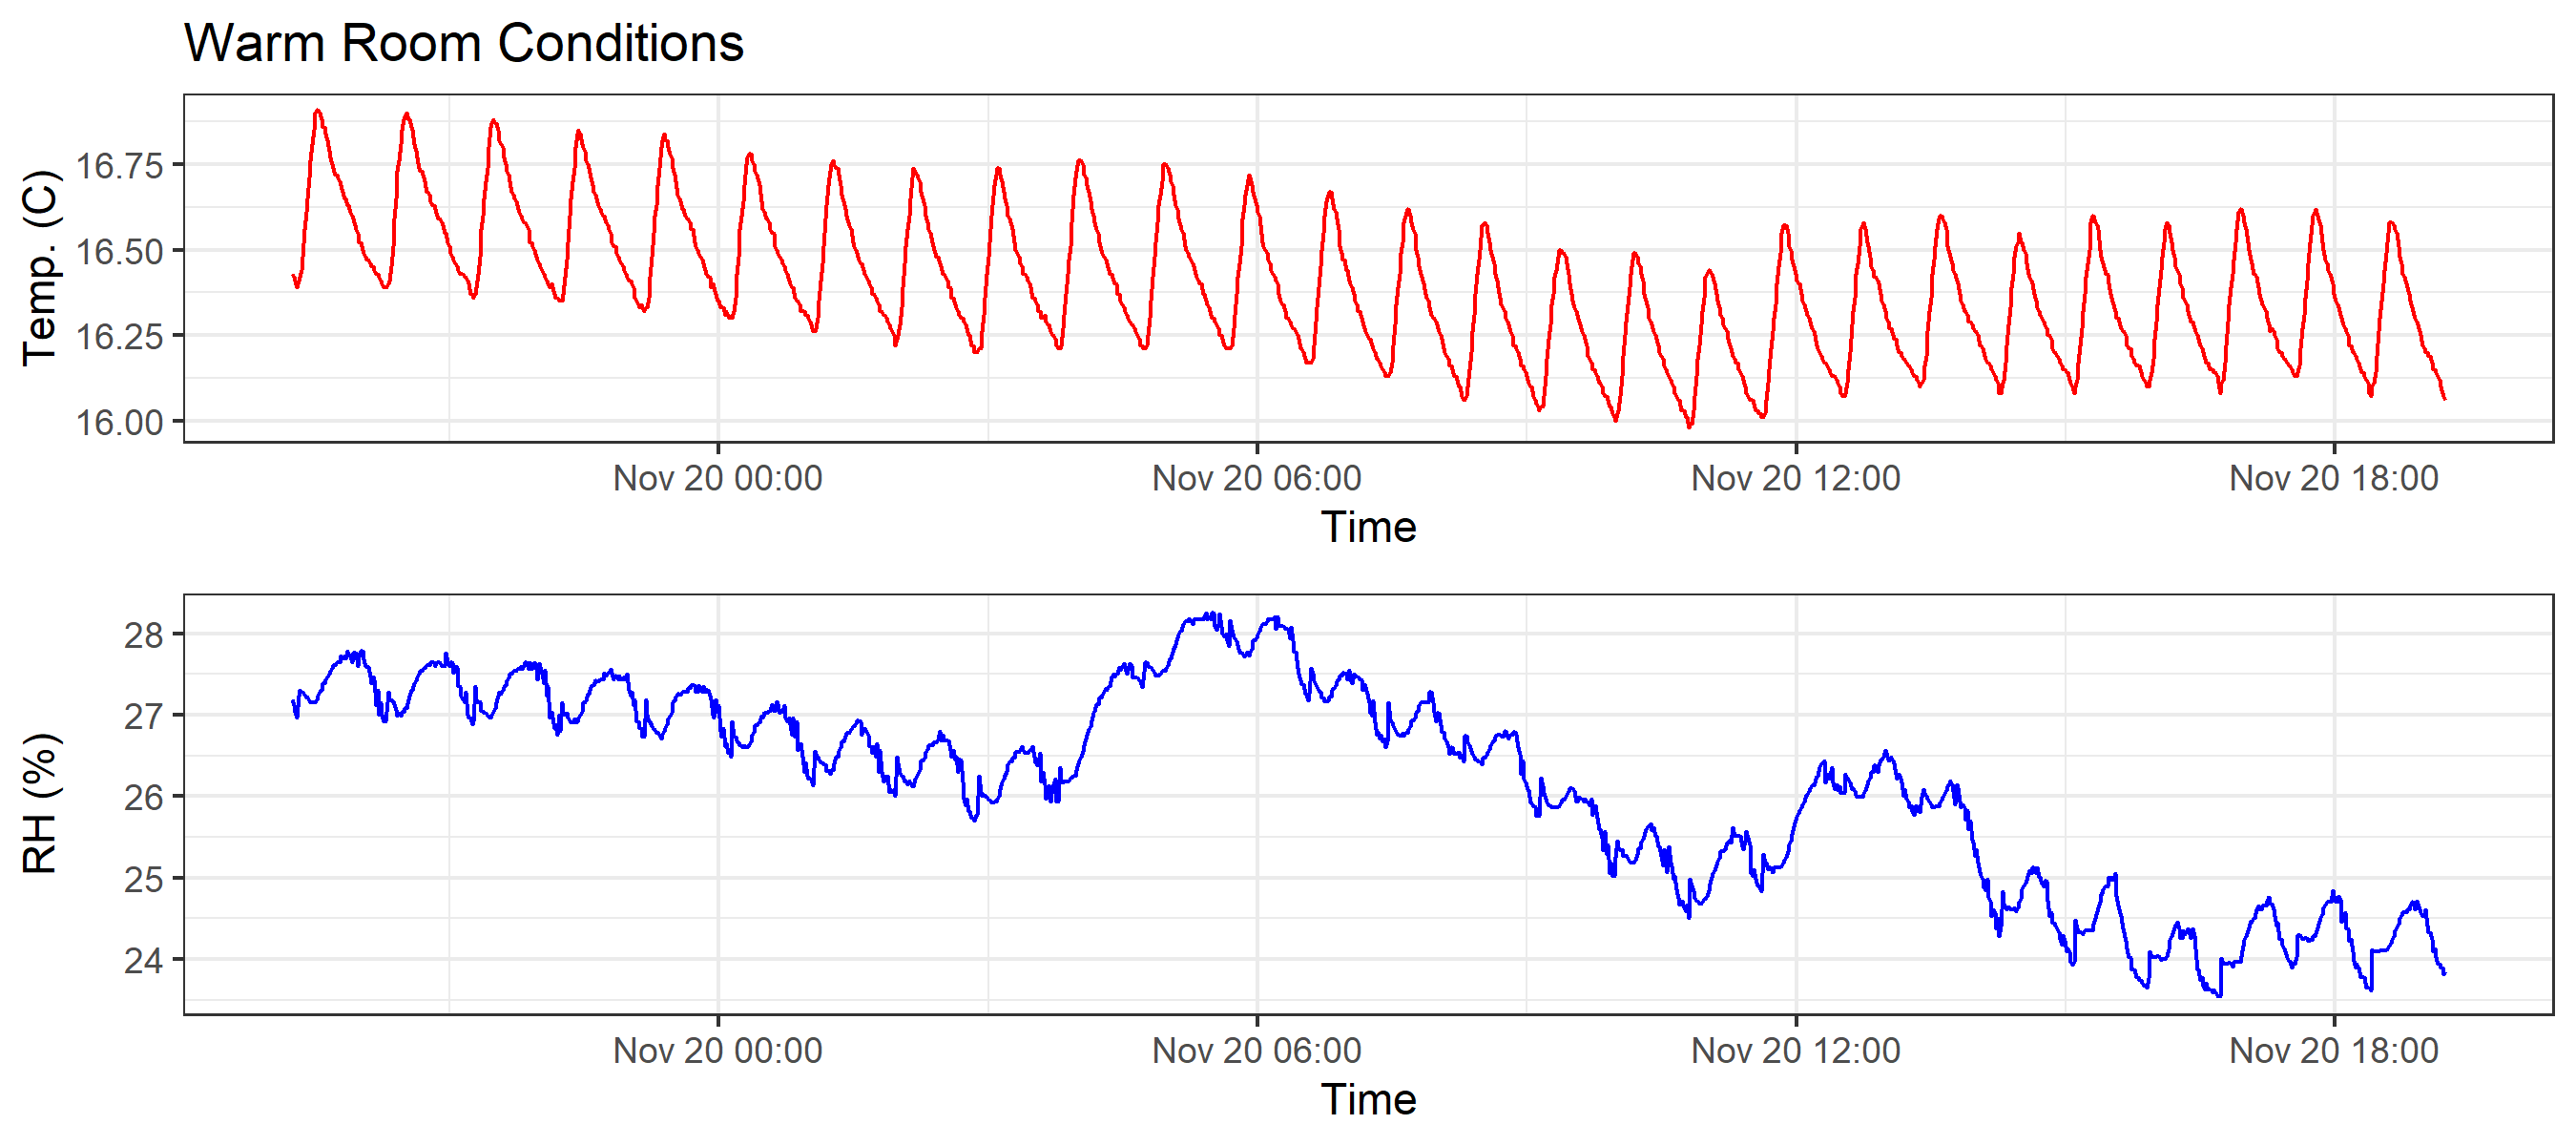 Warm Room Conditions
Temp. (C)
16.75
16.50
16.25
16.00
Nov 20 00:00 Nov 20 06:00 Nov 20 12:00 Nov 20 18:00
Time
RH (%)
28
27
26
25
24
Nov 20 00:00 Nov 20 06:00 Nov 20 12:00 Nov 20 18:00
Time